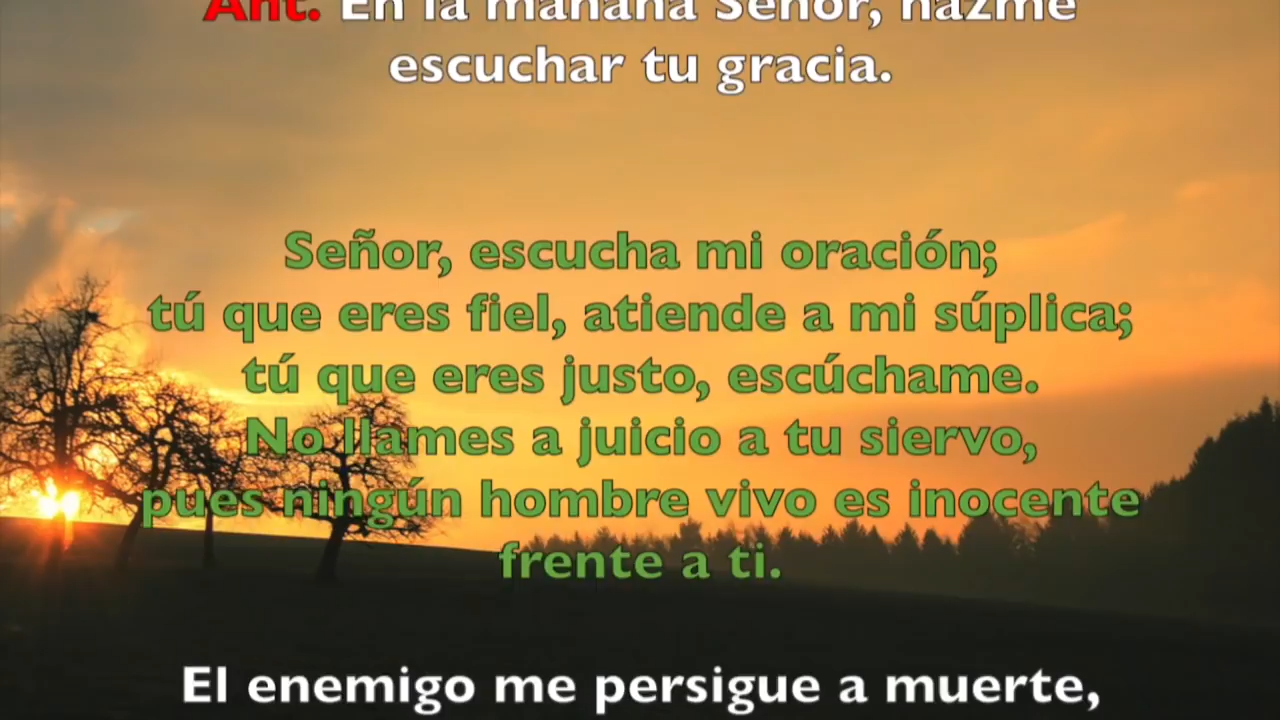 Ant. En la mañana Señor, hazme
escuchar tu gracia.
Señor, escucha mi oración;
tú que eres fiel, atiende a mi súplica;
tú que eres justo, escúchame.
No llames a juicio a tu siervo,
pues ningún hombre vivo es inocente
frente a ti.
El enemigo me persigue a muerte,